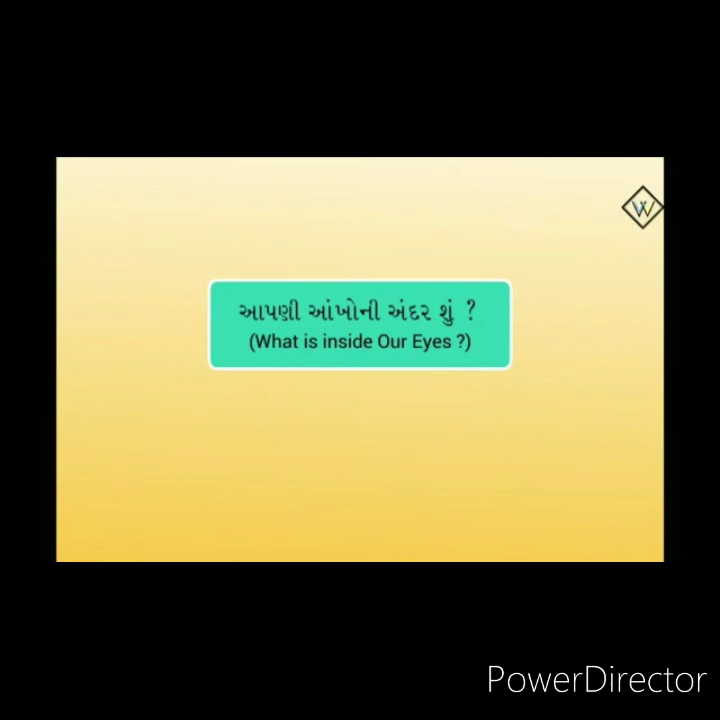 W
આપણી આંખોની અંદર શું ?
(What is inside Our Eyes ?)
PowerDirector